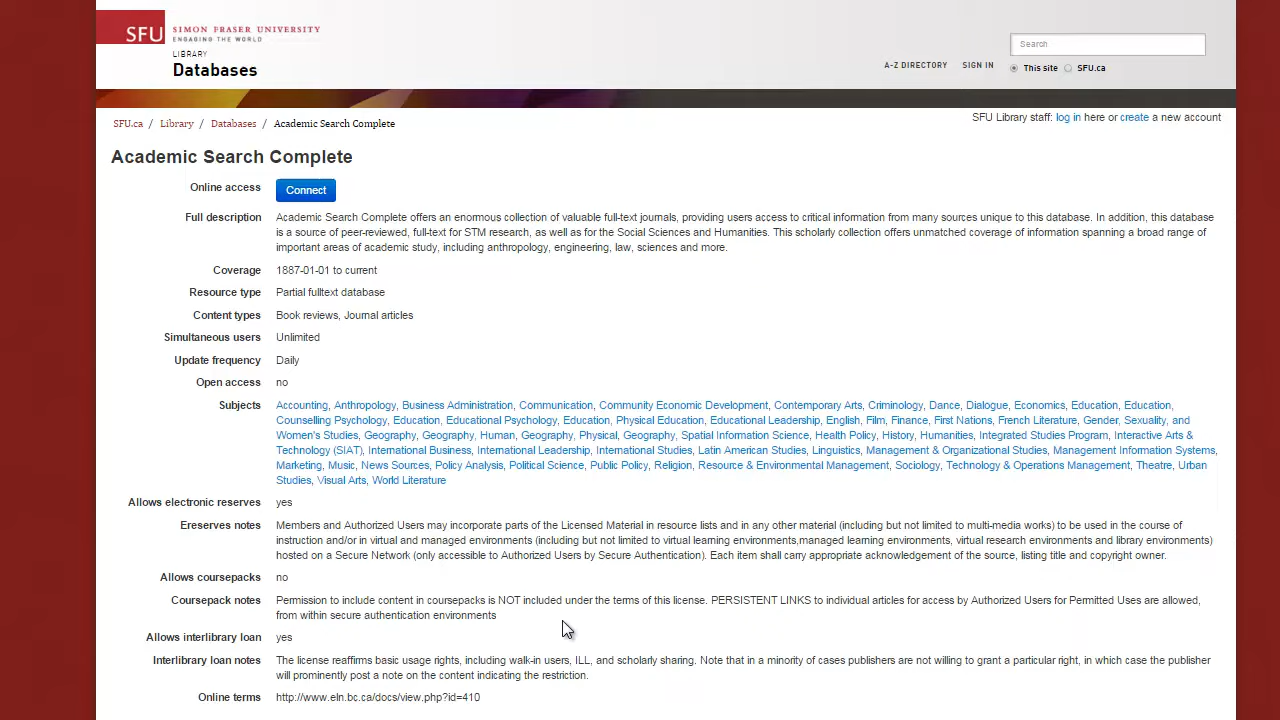 SFU SIMON FRASER UNIVERSITY
ENGAGING THE WORLD
LIBRARY
Databases
Search
A-Z DIRECTORY SIGN IN This site SFU.ca
SFU.ca / Library / Databases / Academic Search Complete
SFU Library staff: log in here or create a new account
Academic Search Complete
Online access Connect
Full description Academic Search Complete offers an enormous collection of valuable full-text journals, providing users access to critical information from many sources unique to this database. In addition, this database
is a source of peer-reviewed, full-text for STM research, as well as for the Social Sciences and Humanities. This scholarly collection offers unmatched coverage of information spanning a broad range of
important areas of academic study, including anthropology, engineering, law, sciences and more.
Coverage 1887-01-01 to current
Resource type Partial fulltext database
Content types Book reviews, Journal articles
Simultaneous users Unlimited
Update frequency Daily
Open access no
Subjects Accounting, Anthropology, Business Administration, Communication, Community Economic Development, Contemporary Arts, Criminology, Dance, Dialogue, Economics, Education, Education,
Counselling Psychology, Education, Educational Psychology, Education, Physical Education, Educational Leadership, English, Film, Finance, First Nations, French Literature, Gender, Sexuality, and
Women's Studies, Geography, Geography, Human, Geography, Physical, Geography, Spatial Information Science, Health Policy, History, Humanities, Integrated Studies Program, Interactive Arts &
Technology (SIAT), International Business, International Leadership, International Studies, Latin American Studies, Linguistics, Management & Organizational Studies, Management Information Systems,
Marketing, Music, News Sources, Policy Analysis, Political Science, Public Policy, Religion, Resource & Environmental Management, Sociology, Technology & Operations Management, Theatre, Urban
Studies, Visual Arts, World Literature
Allows electronic reserves yes
Ereserves notes Members and Authorized Users may incorporate parts of the Licensed Material in resource lists and in any other material (including but not limited to multi-media works) to be used in the course of
instruction and/or in virtual and managed environments (including but not limited to virtual learning environments,managed learning environments, virtual research environments and library environments)
hosted on a Secure Network (only accessible to Authorized Users by Secure Authentication). Each item shall carry appropriate acknowledgement of the source, listing title and copyright owner.
Allows coursepacks no
Coursepack notes Permission to include content in coursepacks is NOT included under the terms of this license. PERSISTENT LINKS to individual articles for access by Authorized Users for Permitted Uses are allowed,
from within secure authentication environments
Allows interlibrary loan yes
Interlibrary loan notes The license reaffirms basic usage rights, including walk-in users, ILL, and scholarly sharing. Note that in a minority of cases publishers are not willing to grant a particular right, in which case the publisher
will prominently post a note on the content indicating the restriction.
Online terms http://www.eln.bc.ca/docs/view.php?id=410